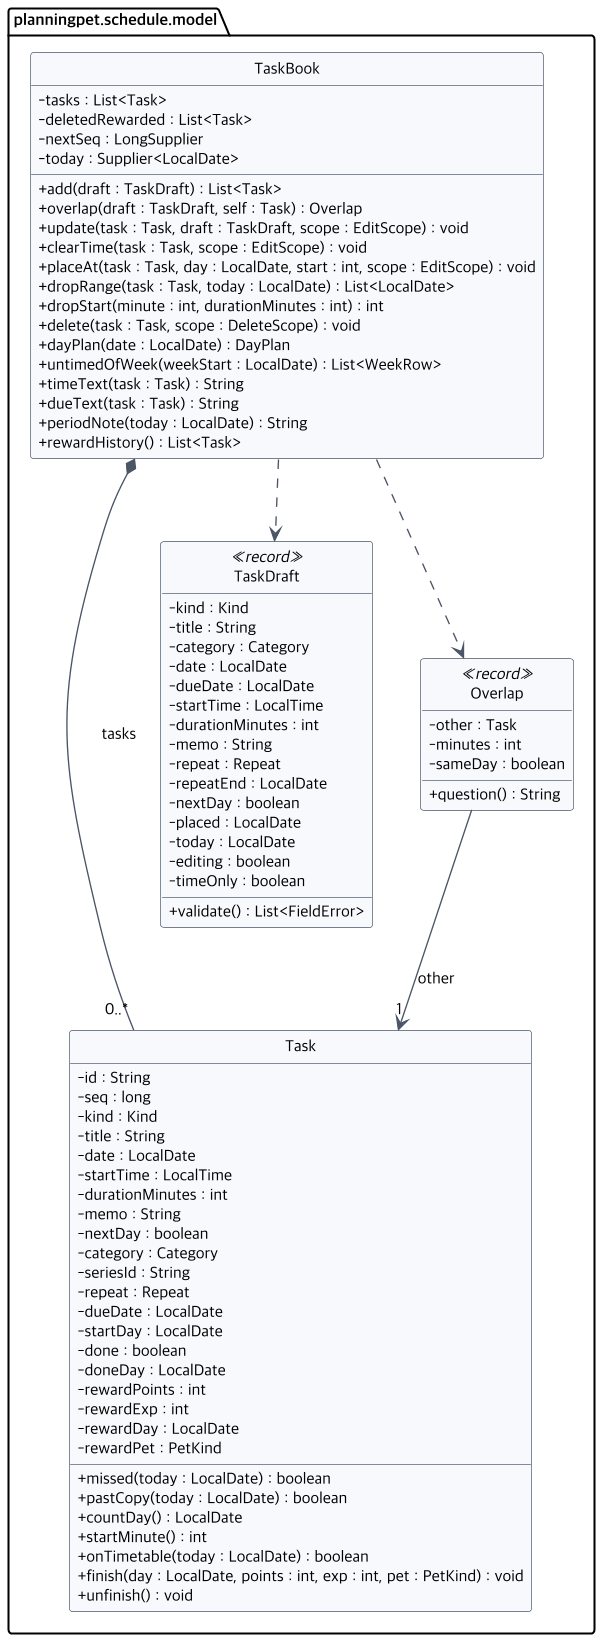 planningpet.schedule.model
TaskBook
-tasks : List<Task>
-deletedRewarded : List<Task>
-nextSeq : LongSupplier
-today : Supplier<LocalDate>
+add(draft : TaskDraft) : List<Task>
+overlap(draft : TaskDraft, self : Task) : Overlap
+update(task : Task, draft : TaskDraft, scope : EditScope) : void
+clearTime(task : Task, scope : EditScope) : void
+placeAt(task : Task, day : LocalDate, start : int, scope : EditScope) : void
+dropRange(task : Task, today : LocalDate) : List<LocalDate>
+dropStart(minute : int, durationMinutes : int) : int
+delete(task : Task, scope : DeleteScope) : void
+dayPlan(date : LocalDate) : DayPlan
+untimedOfWeek(weekStart : LocalDate) : List<WeekRow>
+timeText(task : Task) : String
+dueText(task : Task) : String
+periodNote(today : LocalDate) : String
+rewardHistory() : List<Task>
≪record≫
TaskDraft
-kind : Kind
-title : String
-category : Category
-date : LocalDate
-dueDate : LocalDate
-startTime : LocalTime
-durationMinutes : int
-memo : String
-repeat : Repeat
-repeatEnd : LocalDate
-nextDay : boolean
-placed : LocalDate
-today : LocalDate
-editing : boolean
-timeOnly : boolean
+validate() : List<FieldError>
≪record≫
Overlap
-other : Task
-minutes : int
-sameDay : boolean
+question() : String
tasks
other
0..*
1
Task
-id : String
-seq : long
-kind : Kind
-title : String
-date : LocalDate
-startTime : LocalTime
-durationMinutes : int
-memo : String
-nextDay : boolean
-category : Category
-seriesId : String
-repeat : Repeat
-dueDate : LocalDate
-startDay : LocalDate
-done : boolean
-doneDay : LocalDate
-rewardPoints : int
-rewardExp : int
-rewardDay : LocalDate
-rewardPet : PetKind
+missed(today : LocalDate) : boolean
+pastCopy(today : LocalDate) : boolean
+countDay() : LocalDate
+startMinute() : int
+onTimetable(today : LocalDate) : boolean
+finish(day : LocalDate, points : int, exp : int, pet : PetKind) : void
+unfinish() : void